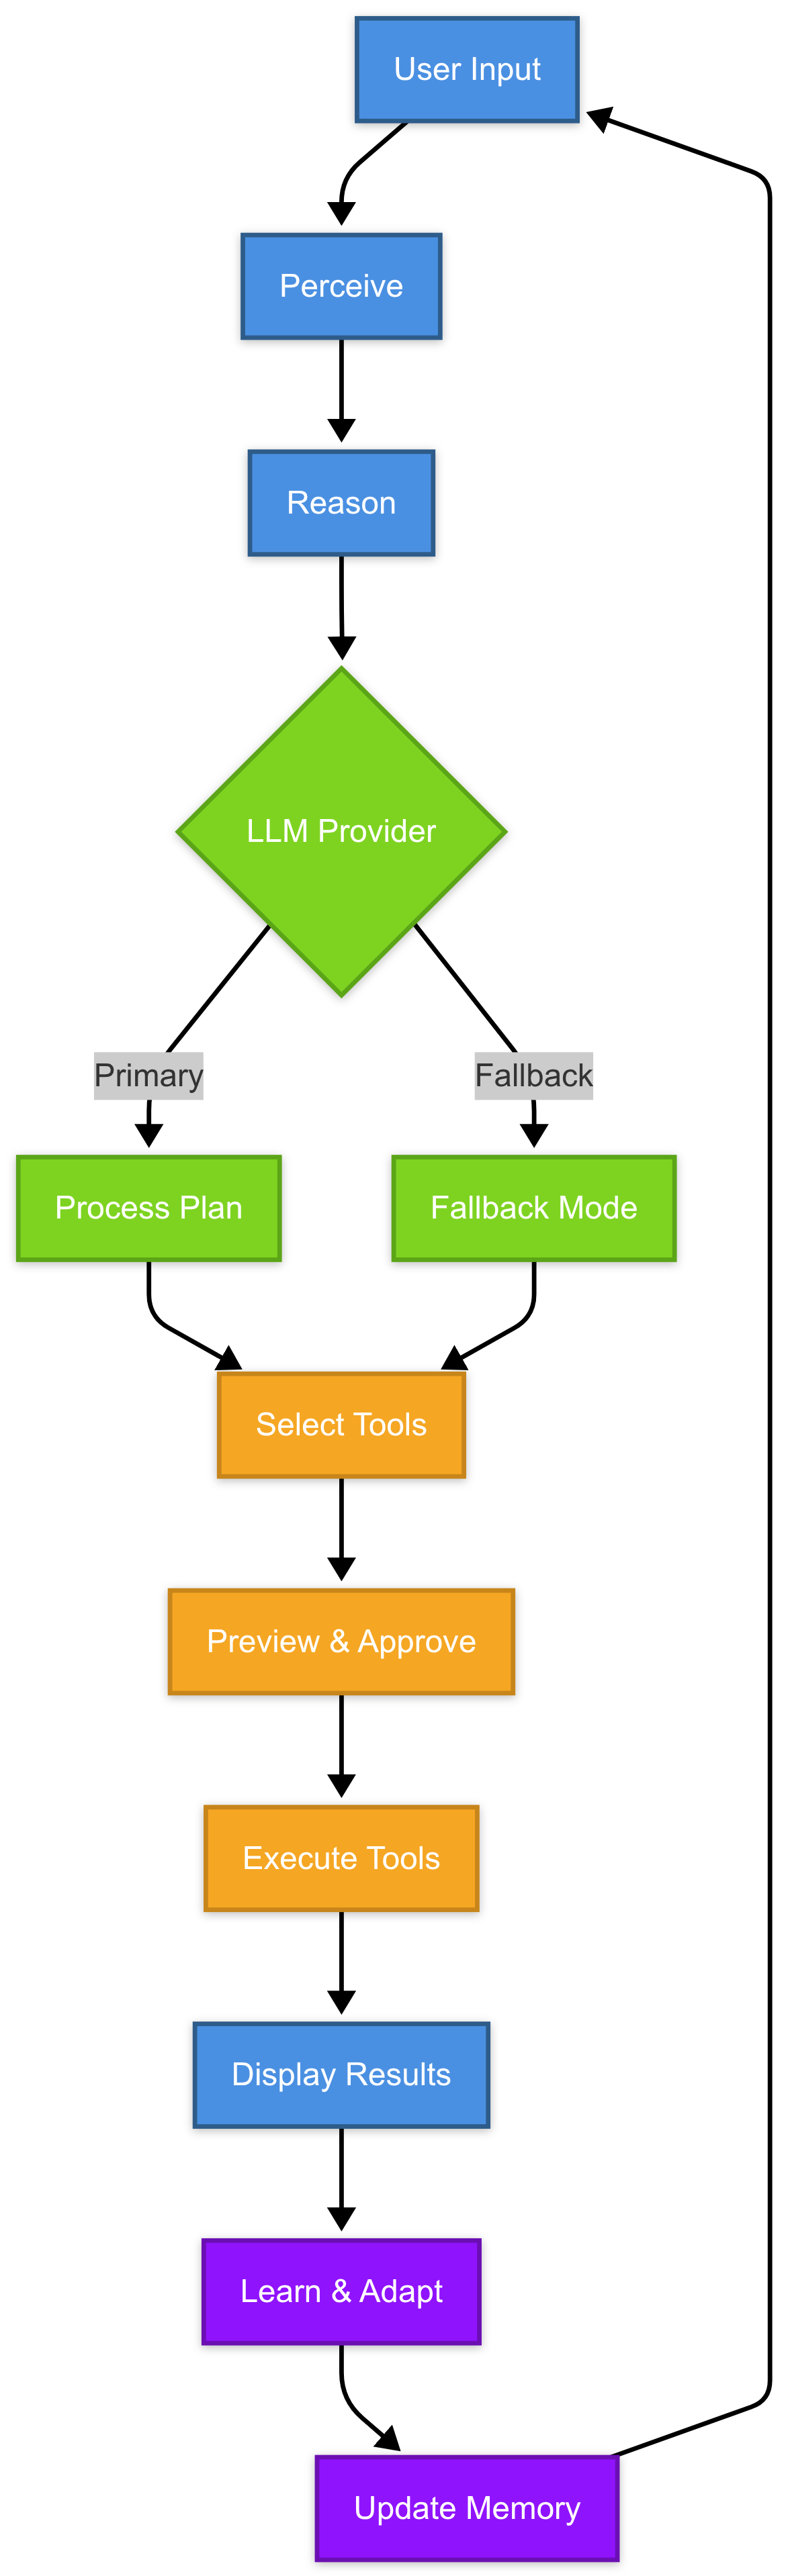 User Input
Perceive
Reason
LLM Provider
Primary
Fallback
Process Plan
Fallback Mode
Select Tools
Preview & Approve
Execute Tools
Display Results
Learn & Adapt
Update Memory